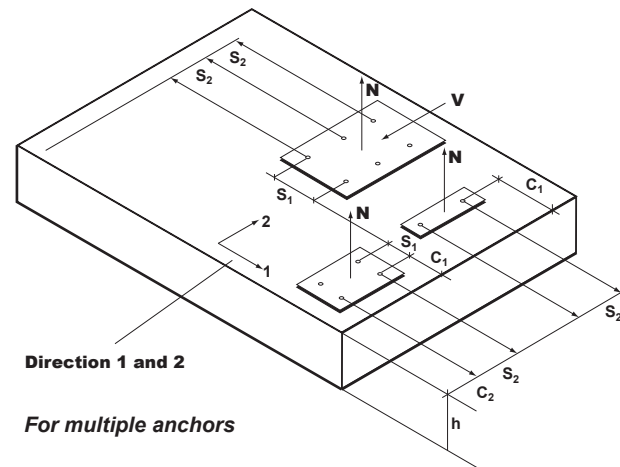 S2
S2
N
V
N
C1
S1
N
S1
C1
2
1
S2
Direction 1 and 2
S2
C2
For multiple anchors
h